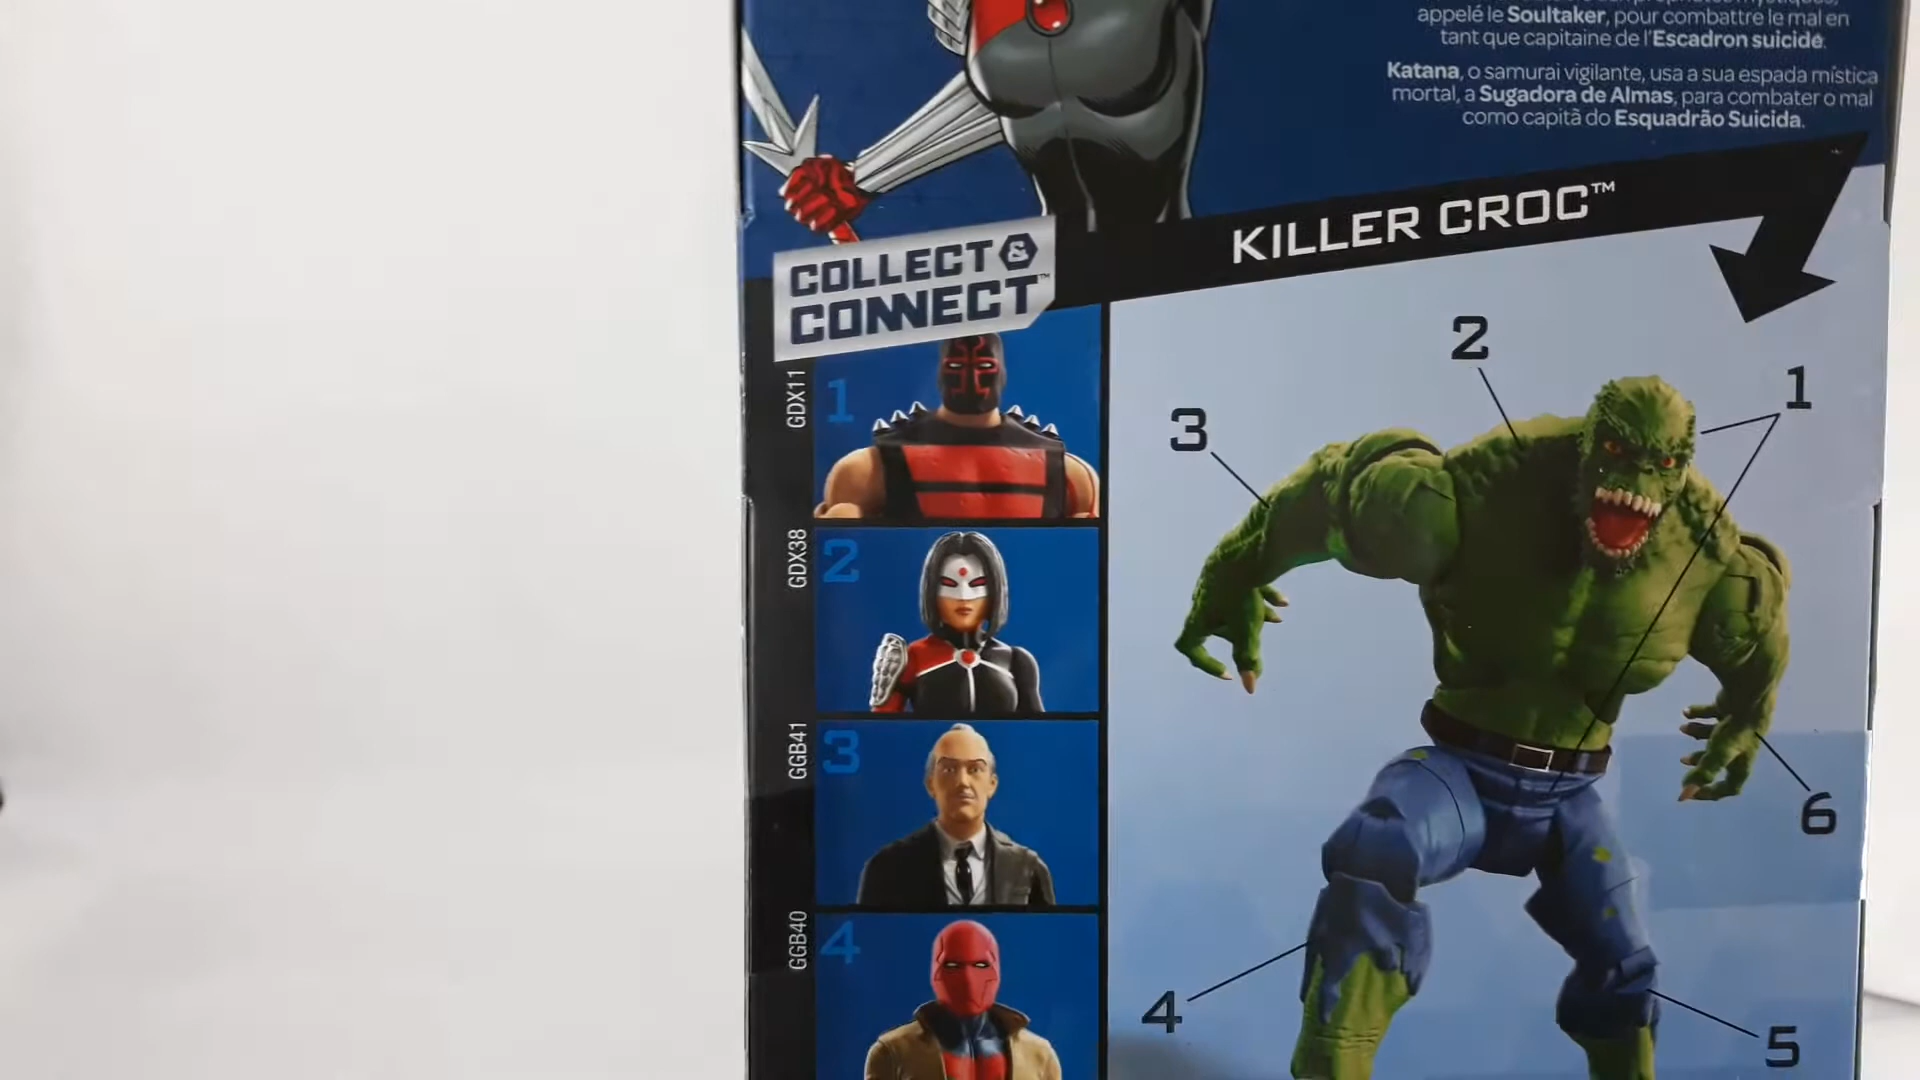 appelé le Soultaker, pour combattre le mal en
tant que capitaine de l'Escadron suicide.
Katana, o samurai vigilante, usa a sua espada mística
mortal, a Sugadora de Almas, para combater o mal
como capitã do Esquadrão Suicida.
KILLER CROC™
COLLECT &
CONNECT™
GDX11
1
GDX38
2
GGB41
3
GGB40
4
2
1
3
6
4
5